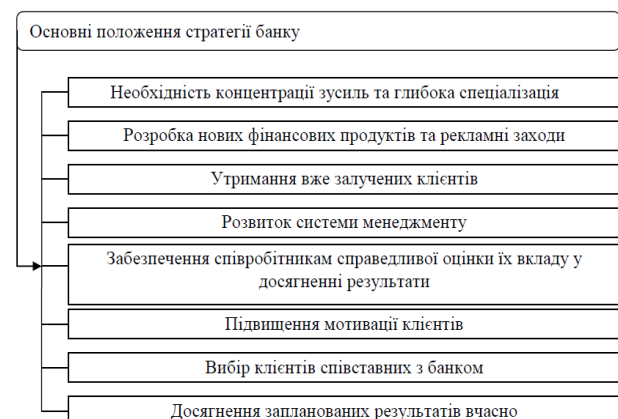 Основні положення стратегії банку
Необхідність концентрації зусиль та глибока спеціалізація
Розробка нових фінансових продуктів та рекламні заходи
Утримання вже залучених клієнтів
Розвиток системи менеджменту
Забезпечення співробітникам справедливої оцінки їх вкладу у
досягненні результати
Підвищення мотивації клієнтів
Вибір клієнтів співставних з банком
Досягнення запланованих результатів вчасно